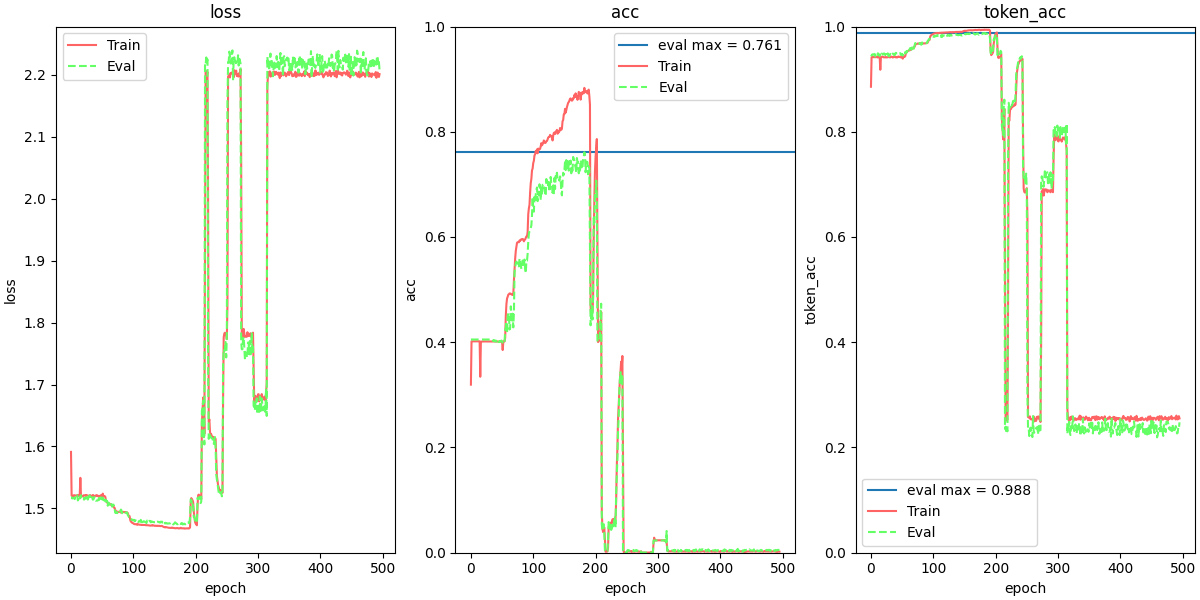 loss
Train
Eval
2.2
2.1
2.0
1.9
1.8
1.7
1.6
1.5
loss
0
100
200
300
400
500
epoch
acc
eval max = 0.761
Train
Eval
1.0
0.8
0.6
0.4
0.2
0.0
acc
0
100
200
300
400
500
epoch
token_acc
1.0
0.8
0.6
0.4
0.2
0.0
token_acc
eval max = 0.988
Train
Eval
0
100
200
300
400
500
epoch